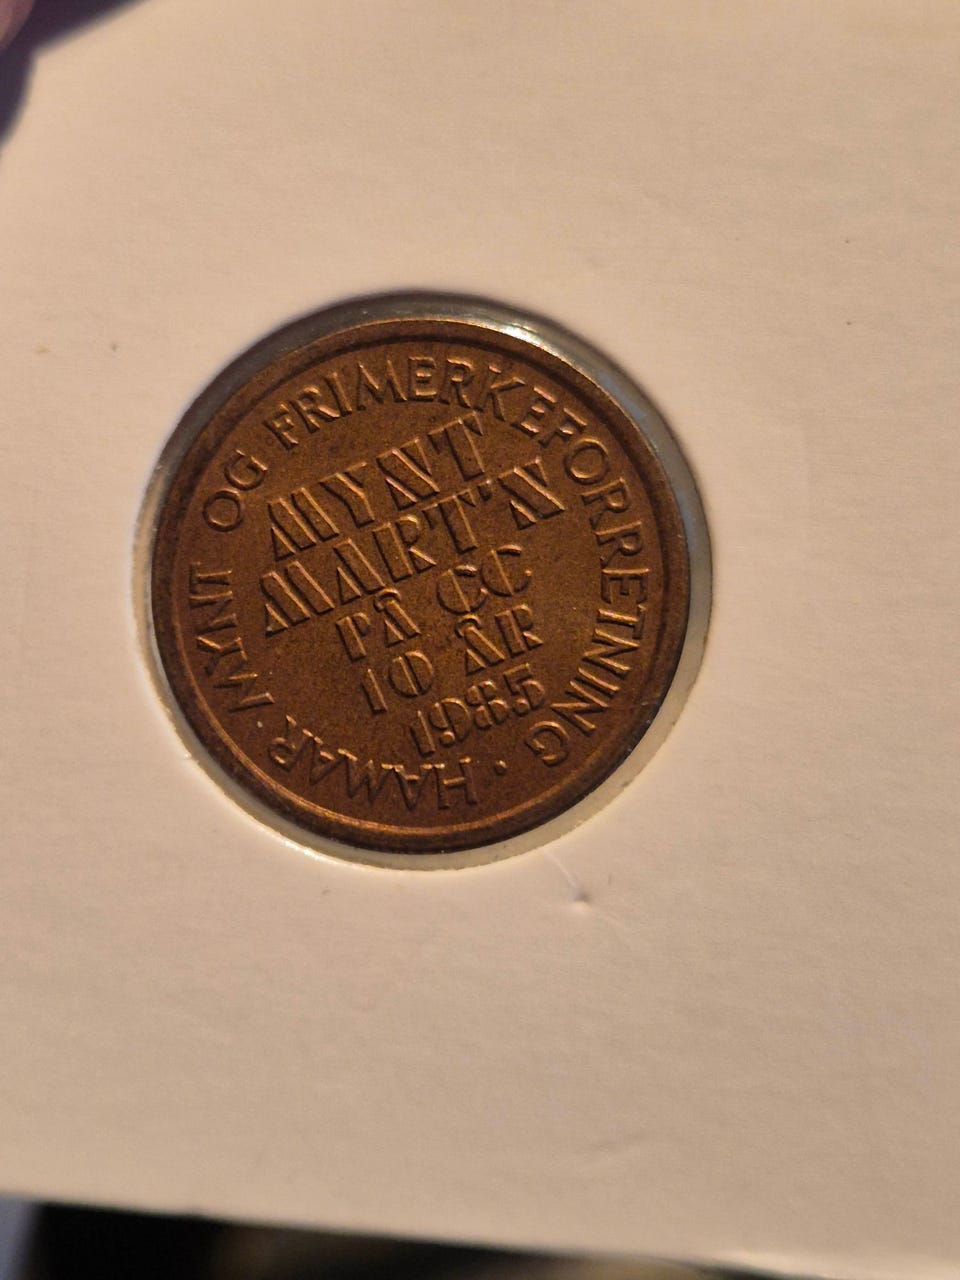 HAMAR MYNT OG FRIMERKEFORRETNING ·
MYNT
MART'N
PÅ CC
10 ÅR
1985